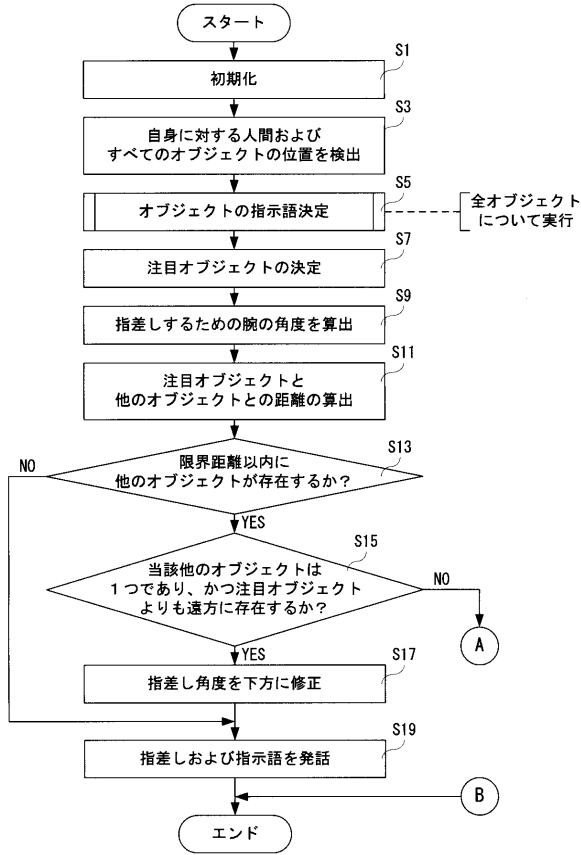 スタート
S1
初期化
S3
自身に対する人間および
すべてのオブジェクトの位置を検出
S5
オブジェクトの指示語決定
全オブジェクト
について実行
S7
注目オブジェクトの決定
S9
指差しするための腕の角度を算出
S11
注目オブジェクトと
他のオブジェクトとの距離の算出
S13
限界距離以内に
他のオブジェクトが存在するか？
NO
YES
S15
当該他のオブジェクトは
１つであり、かつ注目オブジェクト
よりも遠方に存在するか？
NO
A
YES
S17
指差し角度を下方に修正
S19
指差しおよび指示語を発話
B
エンド